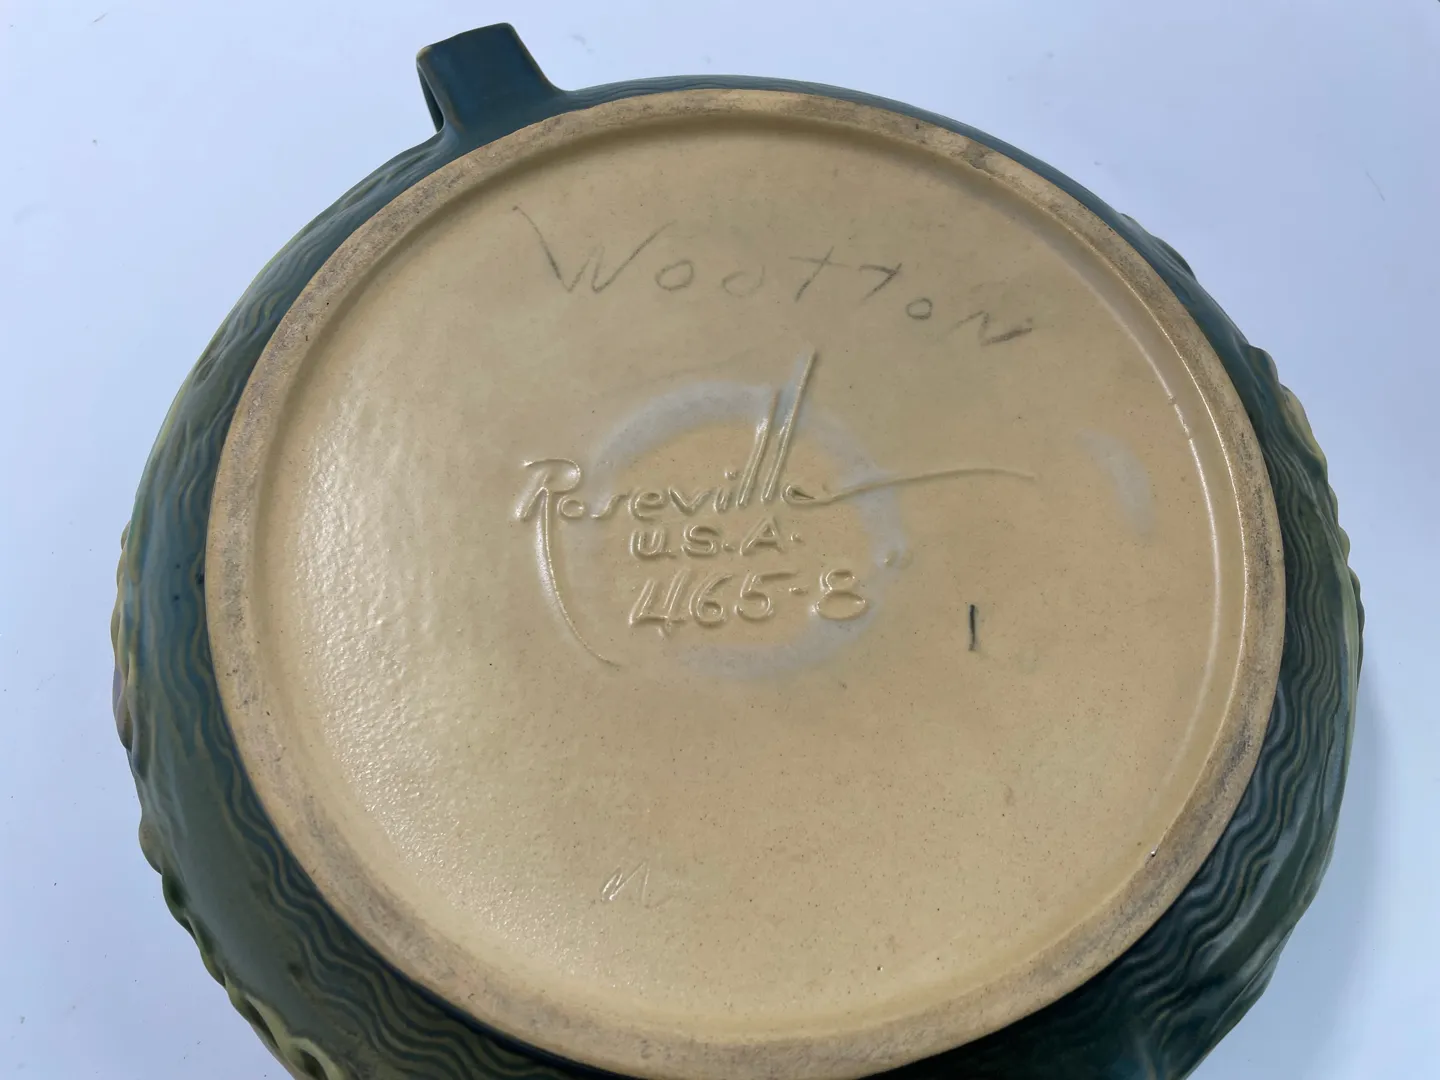 Wootton
Roseville
U.S.A.
465-8"
I